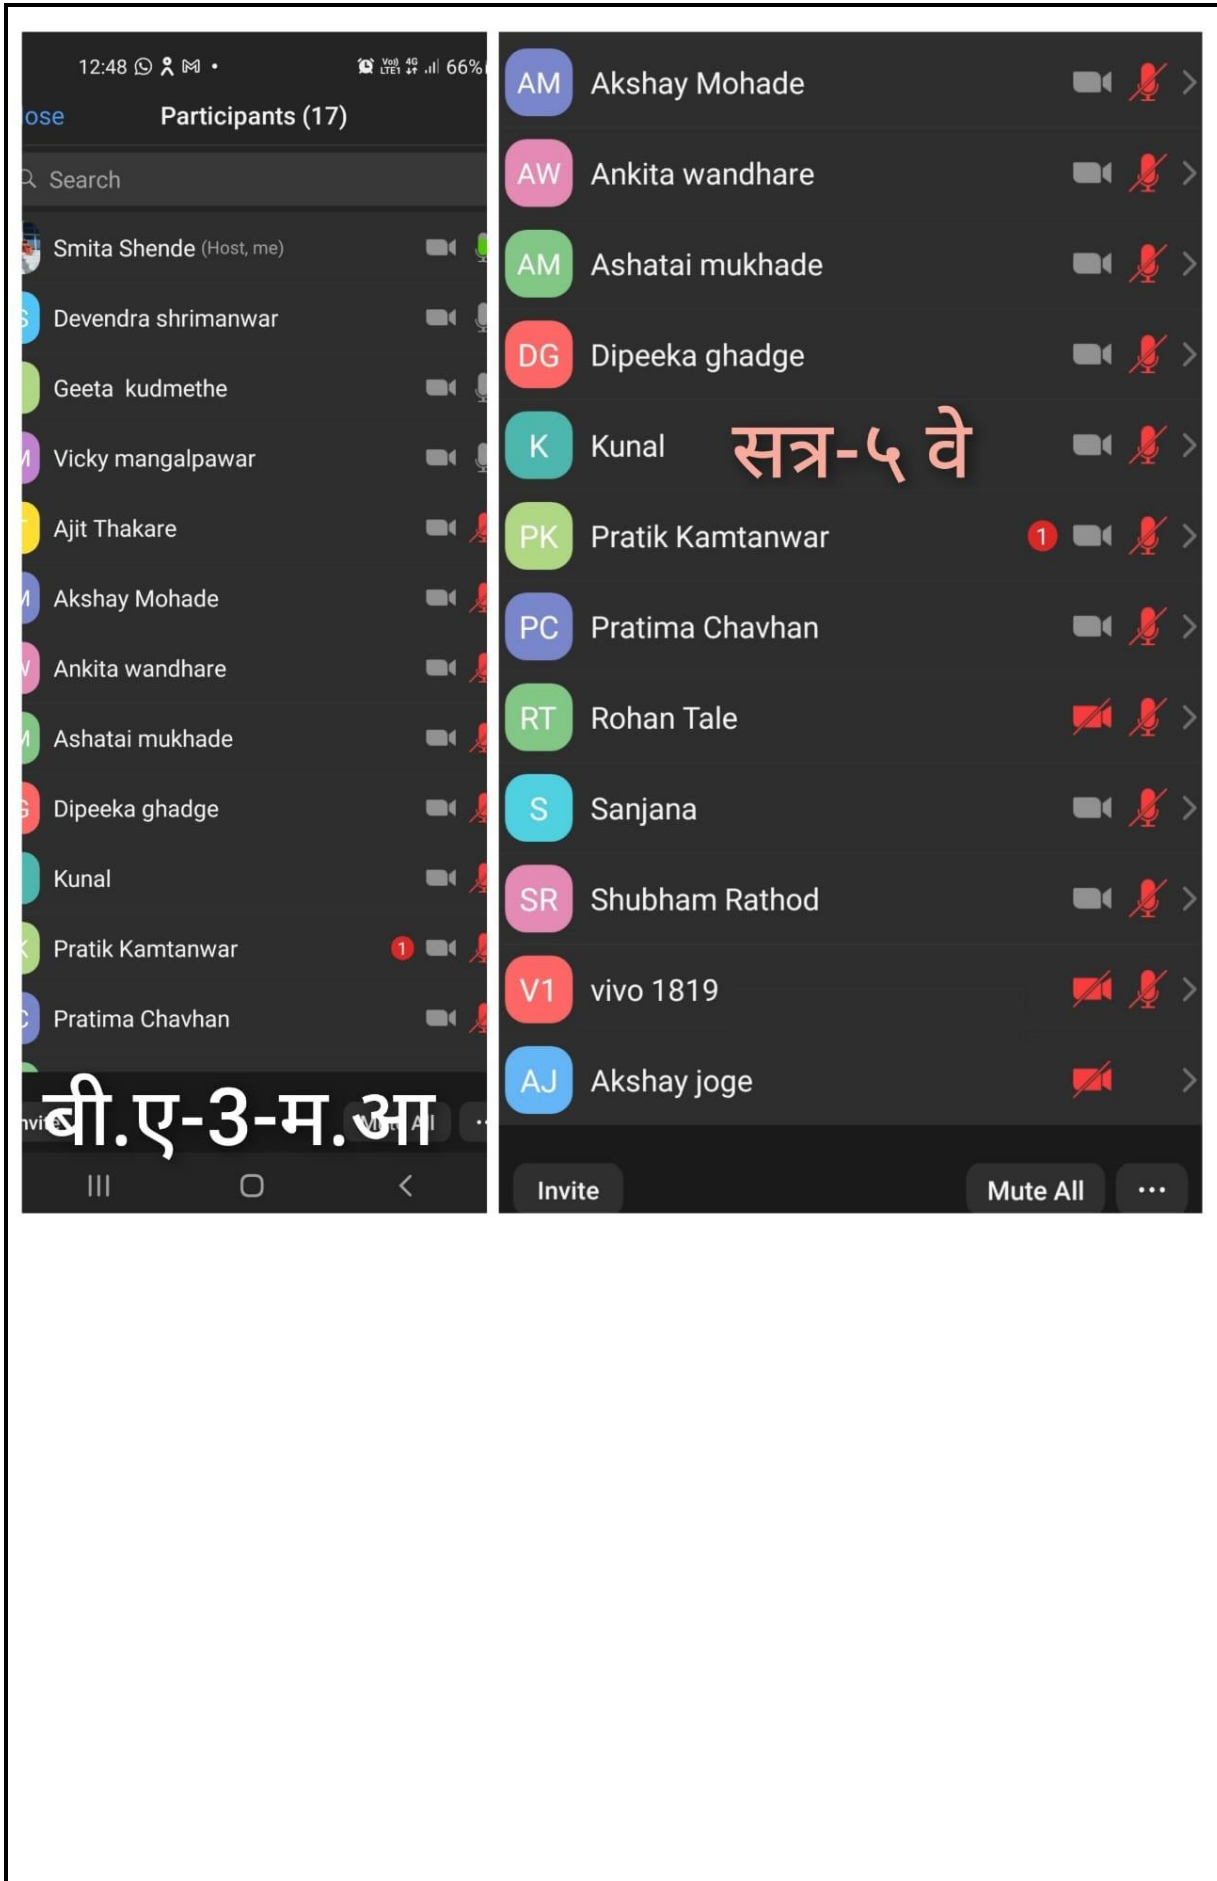 12:48
VoJ) 4G LTE1 66%
ose Participants (17)
Search
Smita Shende (Host, me)
Devendra shrimanwar
Geeta kudmethe
Vicky mangalpawar
Ajit Thakare
Akshay Mohade
Ankita wandhare
Ashatai mukhade
Dipeeka ghadge
Kunal
Pratik Kamtanwar 1
Pratima Chavhan
बी.ए-3-म.आ
AM Akshay Mohade
AW Ankita wandhare
AM Ashatai mukhade
DG Dipeeka ghadge
K Kunal
सत्र-५ वे
PK Pratik Kamtanwar 1
PC Pratima Chavhan
RT Rohan Tale
S Sanjana
SR Shubham Rathod
V1 vivo 1819
AJ Akshay joge
Invite Mute All